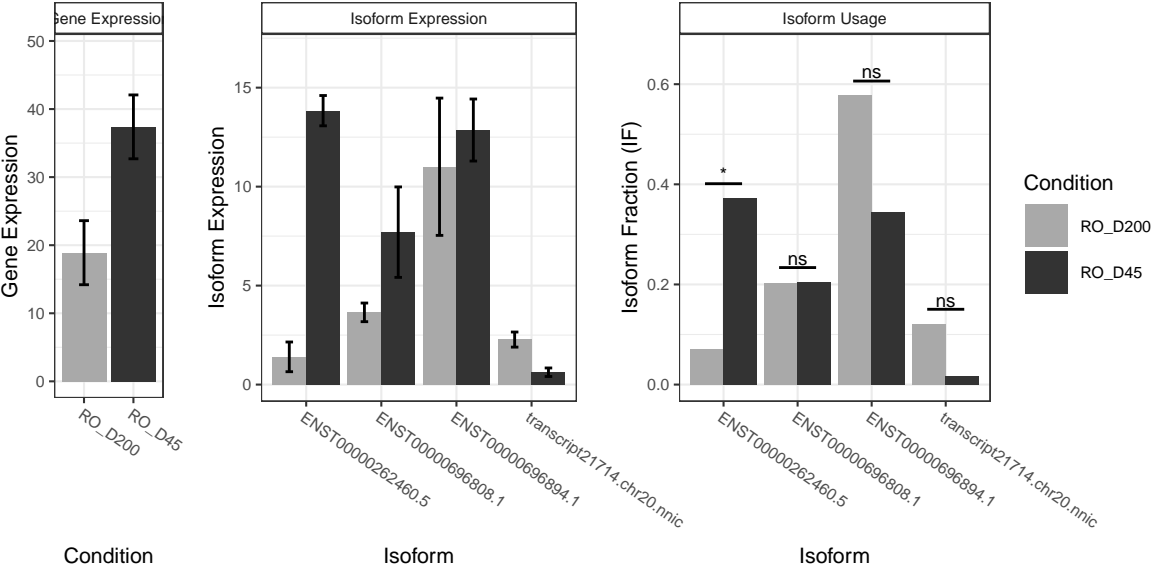 Gene Expression
Isoform Expression
Isoform Usage
Gene Expression
50
40
30
20
10
0
RO_D200
RO_D45
Condition
Isoform Expression
15
10
5
0
ENST00000262460.5
ENST00000696808.1
ENST00000696894.1
transcript21714.chr20.nnic
Isoform
Isoform Fraction (IF)
0.6
0.4
0.2
0.0
*
ns
ns
ns
ENST00000262460.5
ENST00000696808.1
ENST00000696894.1
transcript21714.chr20.nnic
Isoform
Condition
RO_D200
RO_D45